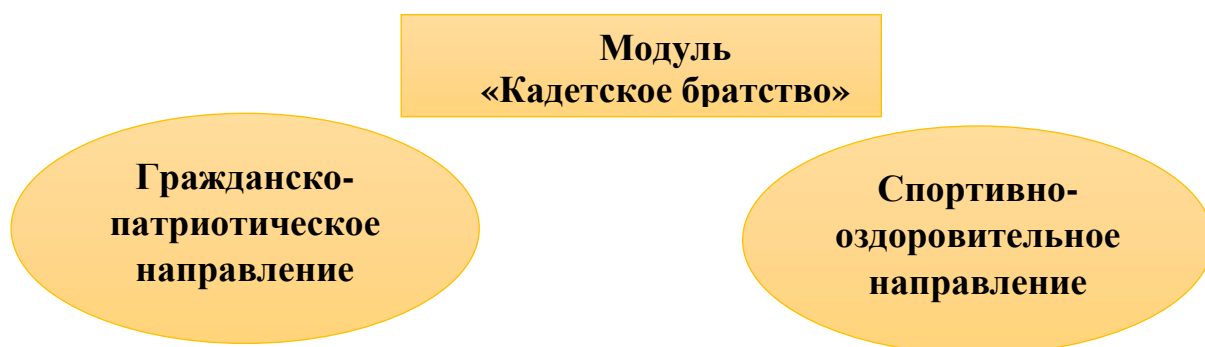 Модуль
«Кадетское братство»
Гражданско-
патриотическое
направление
Спортивно-
оздоровительное
направление